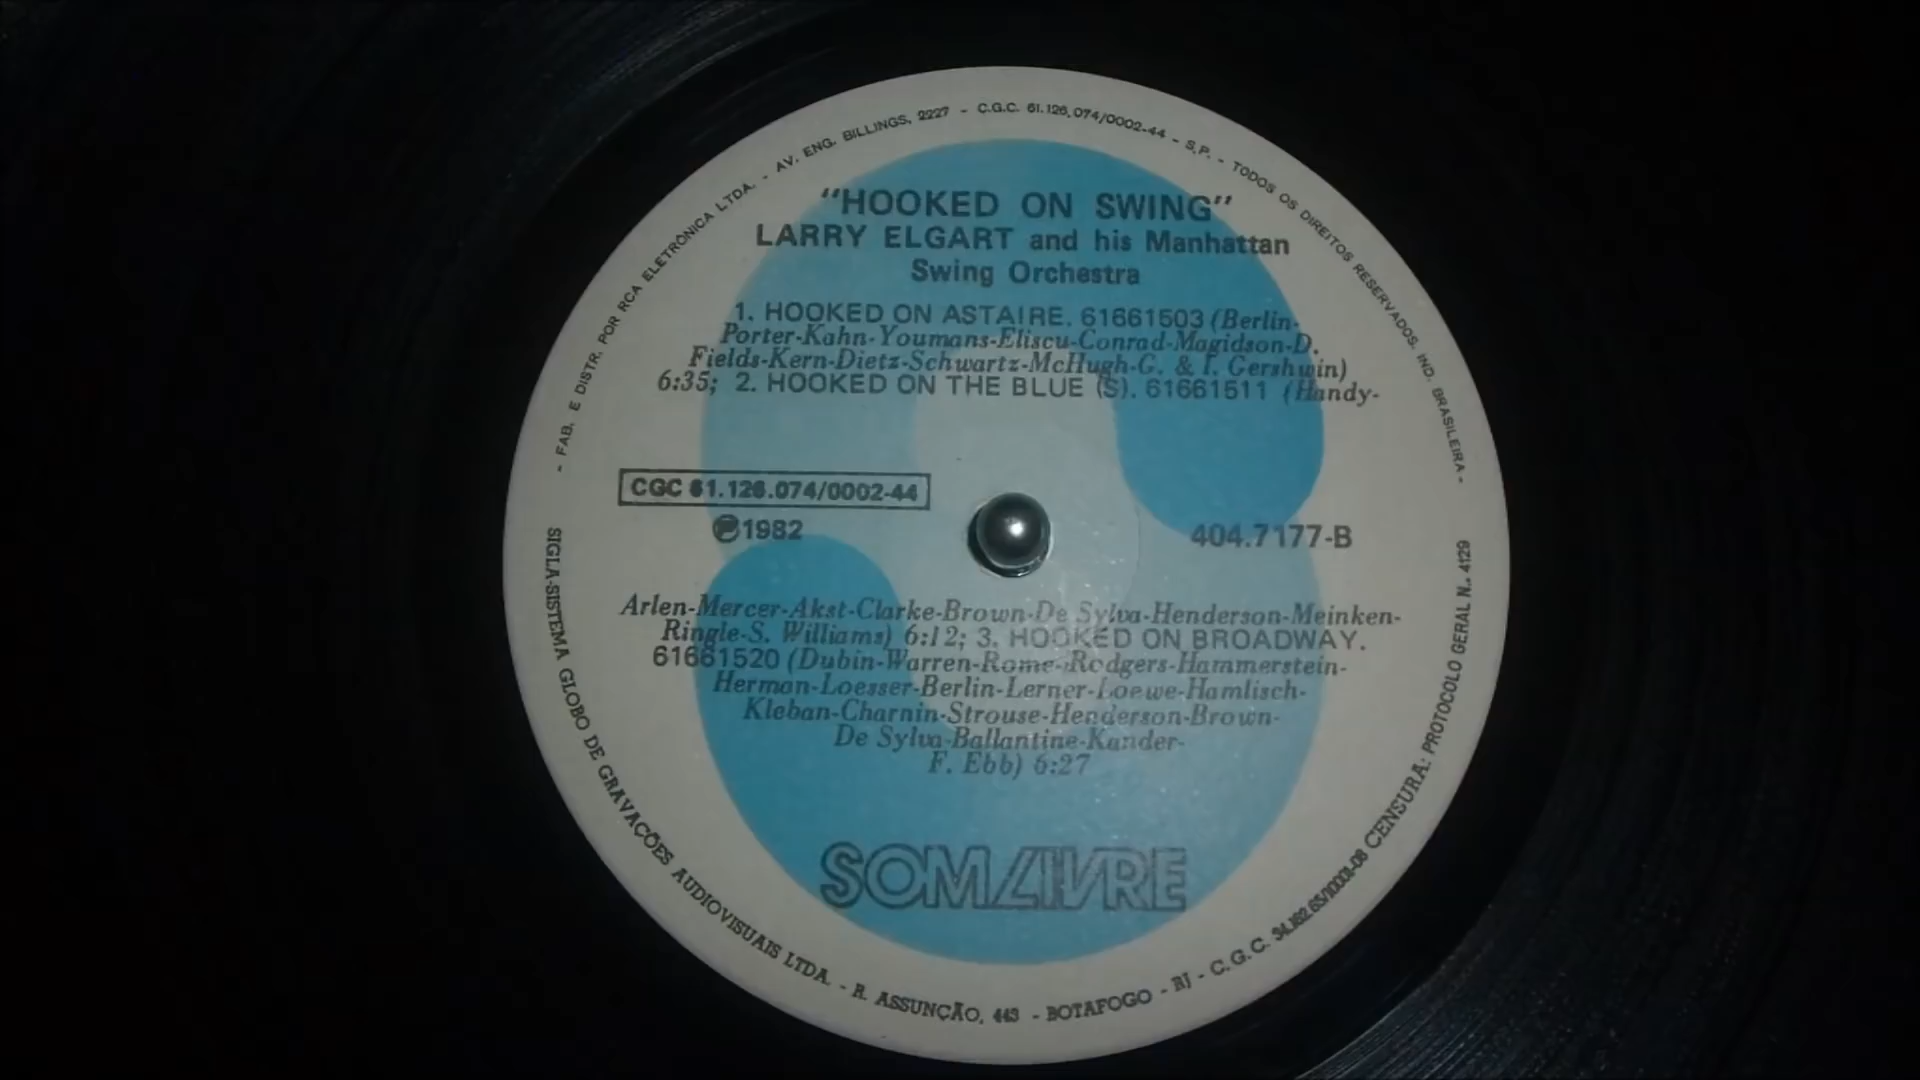 - FAB. E DISTR. POR RCA ELETRÔNICA LTDA. - AV. ENG. BILLINGS, 2227 - C.G.C. 61.126.074/0002-44 - S.P. - TODOS OS DIREITOS RESERVADOS. IND. BRASILEIRA -
"HOOKED ON SWING"
LARRY ELGART and his Manhattan
Swing Orchestra
1. HOOKED ON ASTAIRE. 61661503 (Berlin-
Porter-Kahn-Youmans-Eliscu-Conrad-Magidson-D.
Fields-Kern-Dietz-Schwartz-McHugh-G. & I. Gershwin)
6:35; 2. HOOKED ON THE BLUE (S). 61661511 (Handy-
CGC 61.126.074/0002-44
Ⓟ1982
404.7177-B
Arlen-Mercer-Akst-Clarke-Brown-De Sylva-Henderson-Meinken-
Ringle-S. Williams) 6:12; 3. HOOKED ON BROADWAY.
61661520 (Dubin-Warren-Rome-Rodgers-Hammerstein-
Herman-Loesser-Berlin-Lerner-Loewe-Hamlisch-
Kleban-Charnin-Strouse-Henderson-Brown-
De Sylva-Ballantine-Kander-
F. Ebb) 6:27
SOM LIVRE
SIGLA-SISTEMA GLOBO DE GRAVAÇÕES AUDIOVISUAIS LTDA. - R. ASSUNÇÃO, 443 - BOTAFOGO - RJ - C.G.C. 34.162.65/10001-08 CENSURA: PROTOCOLO GERAL N.. 4129